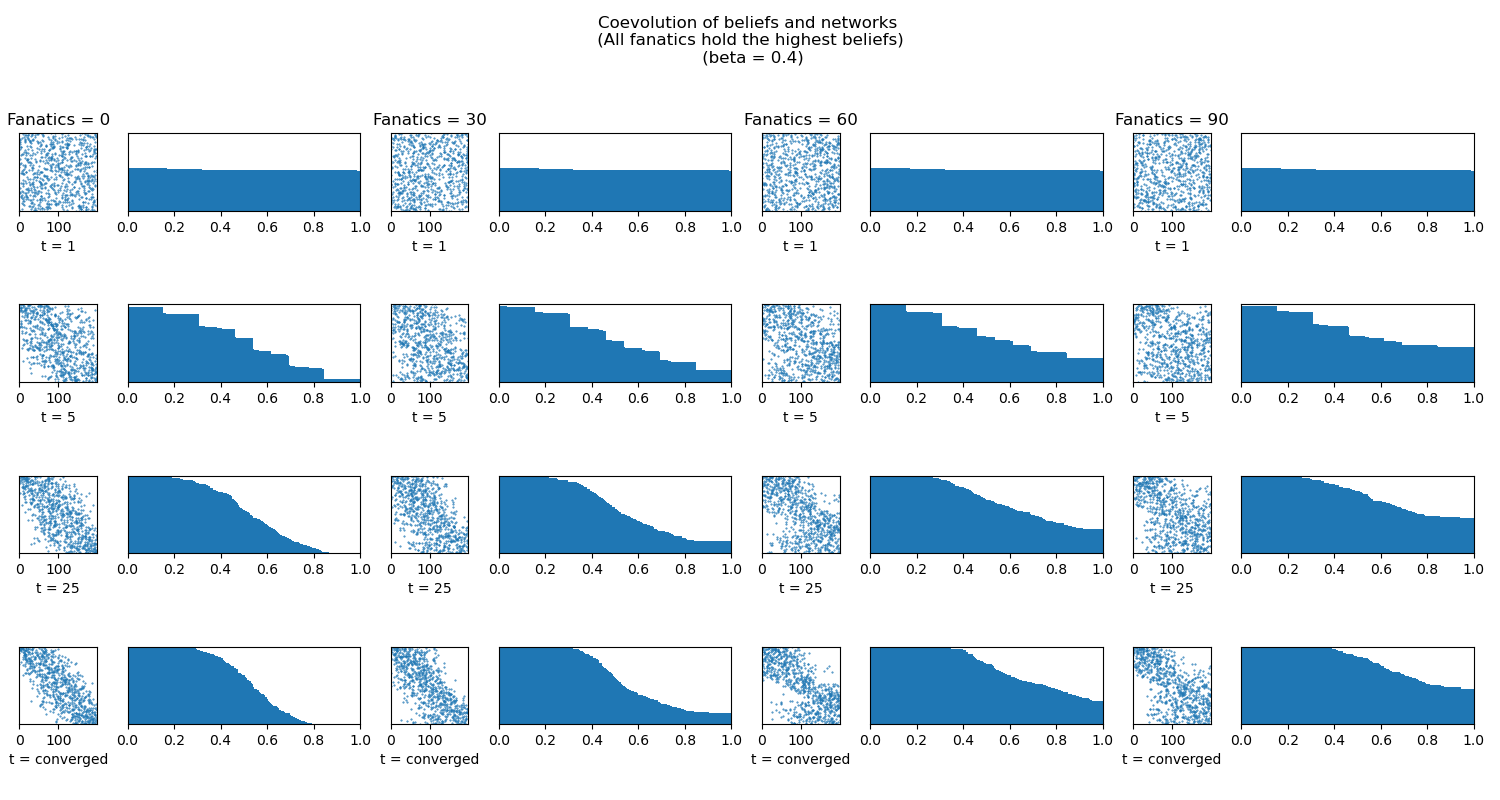 Coevolution of beliefs and networks
(All fanatics hold the highest beliefs)
(beta = 0.4)
Fanatics = 0 Fanatics = 30 Fanatics = 60 Fanatics = 90
0 100 0.0 0.2 0.4 0.6 0.8 1.0 0 100 0.0 0.2 0.4 0.6 0.8 1.0 0 100 0.0 0.2 0.4 0.6 0.8 1.0 0 100 0.0 0.2 0.4 0.6 0.8 1.0
t = 1 t = 1 t = 1 t = 1
0 100 0.0 0.2 0.4 0.6 0.8 1.0 0 100 0.0 0.2 0.4 0.6 0.8 1.0 0 100 0.0 0.2 0.4 0.6 0.8 1.0 0 100 0.0 0.2 0.4 0.6 0.8 1.0
t = 5 t = 5 t = 5 t = 5
0 100 0.0 0.2 0.4 0.6 0.8 1.0 0 100 0.0 0.2 0.4 0.6 0.8 1.0 0 100 0.0 0.2 0.4 0.6 0.8 1.0 0 100 0.0 0.2 0.4 0.6 0.8 1.0
t = 25 t = 25 t = 25 t = 25
0 100 0.0 0.2 0.4 0.6 0.8 1.0 0 100 0.0 0.2 0.4 0.6 0.8 1.0 0 100 0.0 0.2 0.4 0.6 0.8 1.0 0 100 0.0 0.2 0.4 0.6 0.8 1.0
t = converged t = converged t = converged t = converged